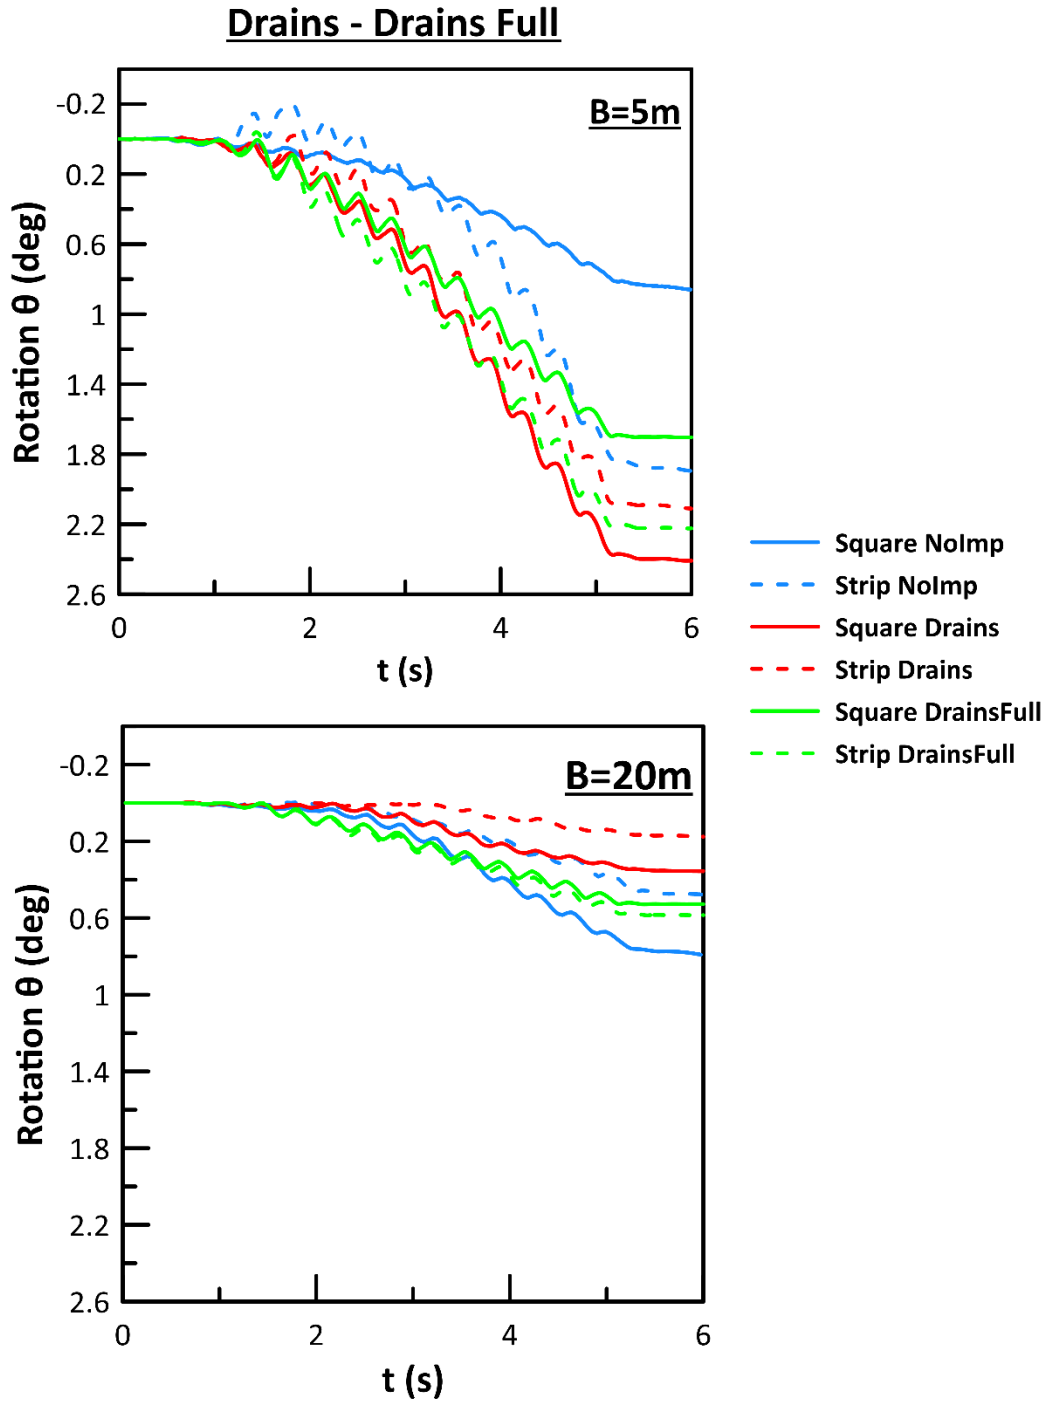 Drains - Drains Full
B=5m
-0.2
0.2
0.6
1
1.4
1.8
2.2
2.6
Rotation θ (deg)
0 2 4 6
t (s)
Square NoImp
Strip NoImp
Square Drains
Strip Drains
Square DrainsFull
Strip DrainsFull
B=20m
-0.2
0.2
0.6
1
1.4
1.8
2.2
2.6
Rotation θ (deg)
0 2 4 6
t (s)